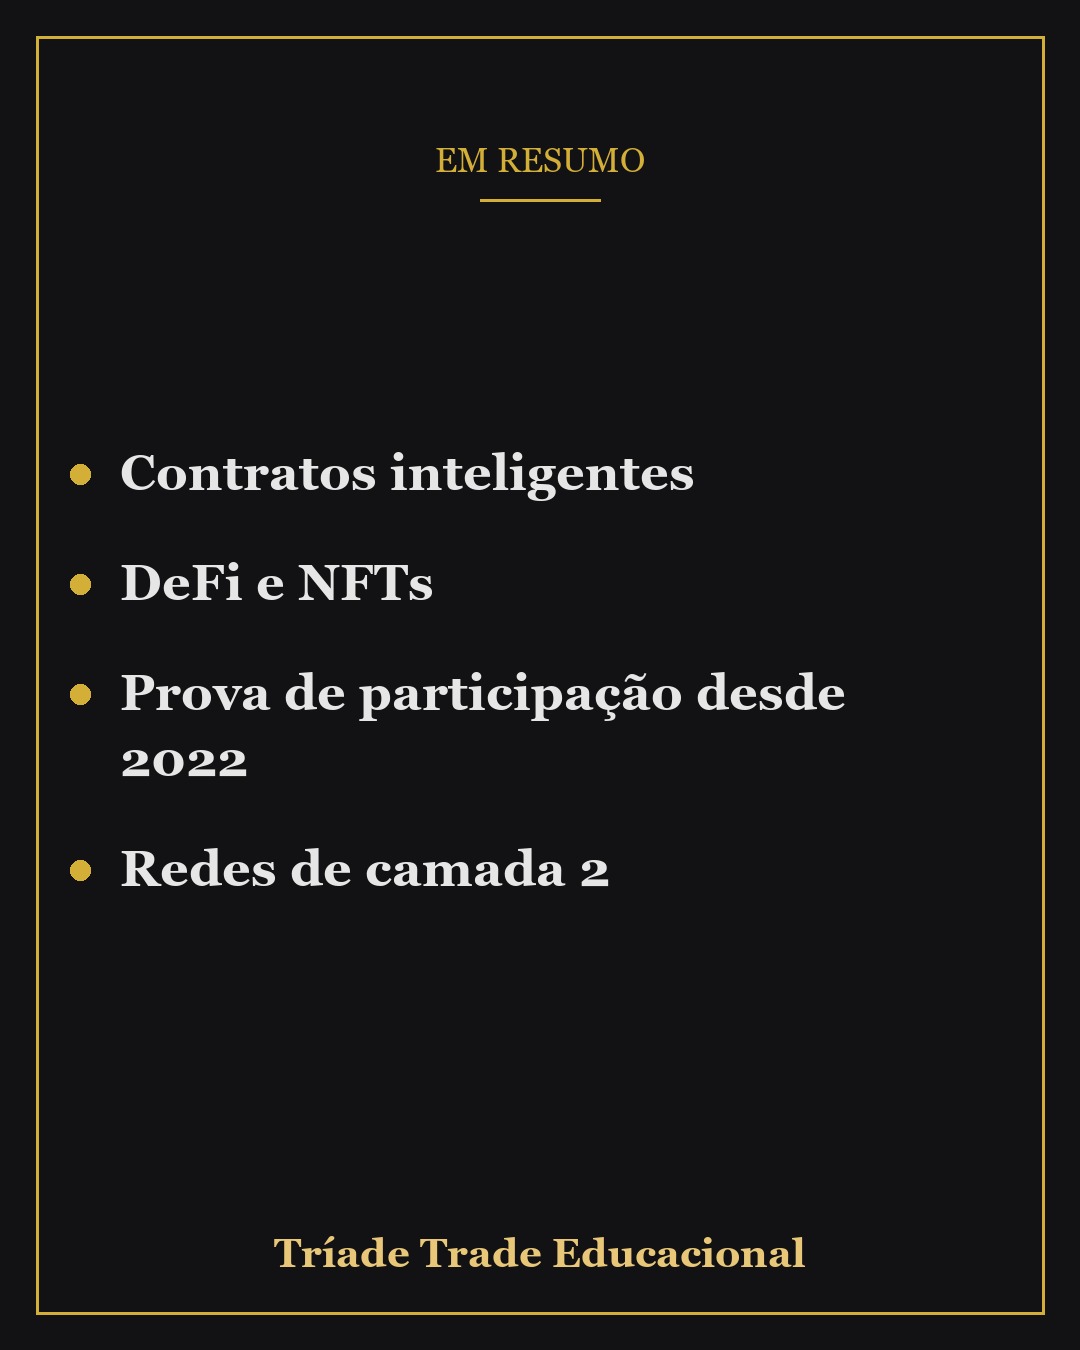 EM RESUMO
Contratos inteligentes
DeFi e NFTs
Prova de participação desde
2022
Redes de camada 2
Tríade Trade Educacional